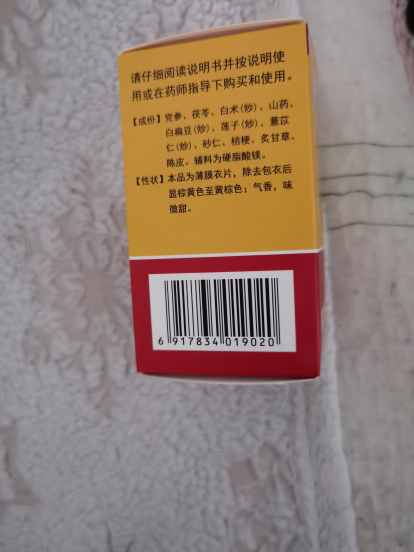 请仔细阅读说明书并按说明使
用或在药师指导下购买和使用。
【成份】党参、茯苓、白术(炒)、山药、
白扁豆(炒)、莲子(炒)、薏苡
仁(炒)、砂仁、桔梗、炙甘草、
陈皮。辅料为硬脂酸镁。
【性状】本品为薄膜衣片，除去包衣后
显棕黄色至黄棕色；气香，味
微甜。
6 917834 019020